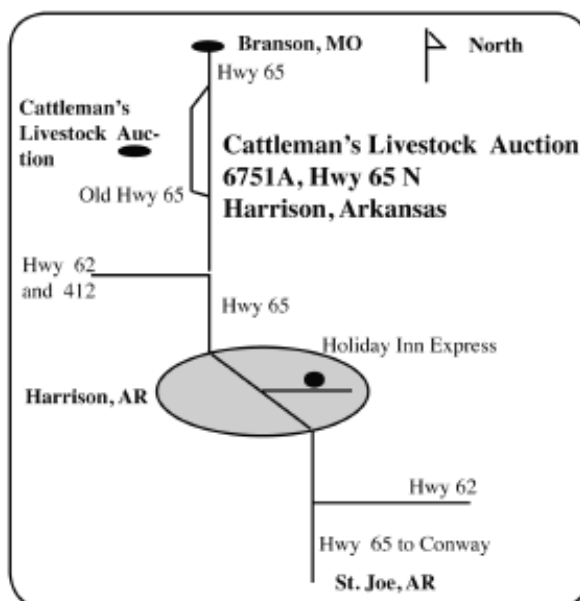 Branson, MO
North
Hwy 65
Cattleman's
Livestock Auc-
tion
Cattleman's Livestock Auction
6751A, Hwy 65 N
Harrison, Arkansas
Old Hwy 65
Hwy 62
and 412
Hwy 65
Holiday Inn Express
Harrison, AR
Hwy 62
Hwy 65 to Conway
St. Joe, AR